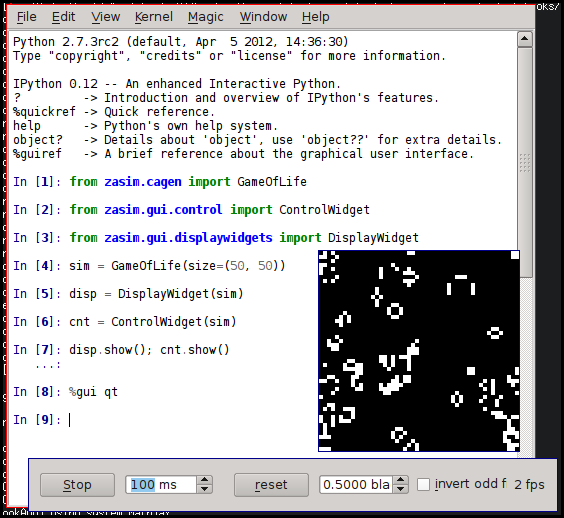 ooks/
File Edit View Kernel Magic Window Help
Python 2.7.3rc2 (default, Apr  5 2012, 14:36:30)
Type "copyright", "credits" or "license" for more information.
IPython 0.12 -- An enhanced Interactive Python.
?         -> Introduction and overview of IPython's features.
%quickref -> Quick reference.
help      -> Python's own help system.
object?   -> Details about 'object', use 'object??' for extra details.
%guiref   -> A brief reference about the graphical user interface.
In [1]: from zasim.cagen import GameOfLife
In [2]: from zasim.gui.control import ControlWidget
In [3]: from zasim.gui.displaywidgets import DisplayWidget
In [4]: sim = GameOfLife(size=(50, 50))
In [5]: disp = DisplayWidget(sim)
In [6]: cnt = ControlWidget(sim)
In [7]: disp.show(); cnt.show()
...:
In [8]: %gui qt
In [9]:
Stop 100 ms reset 0.5000 bla invert odd f 2 fps